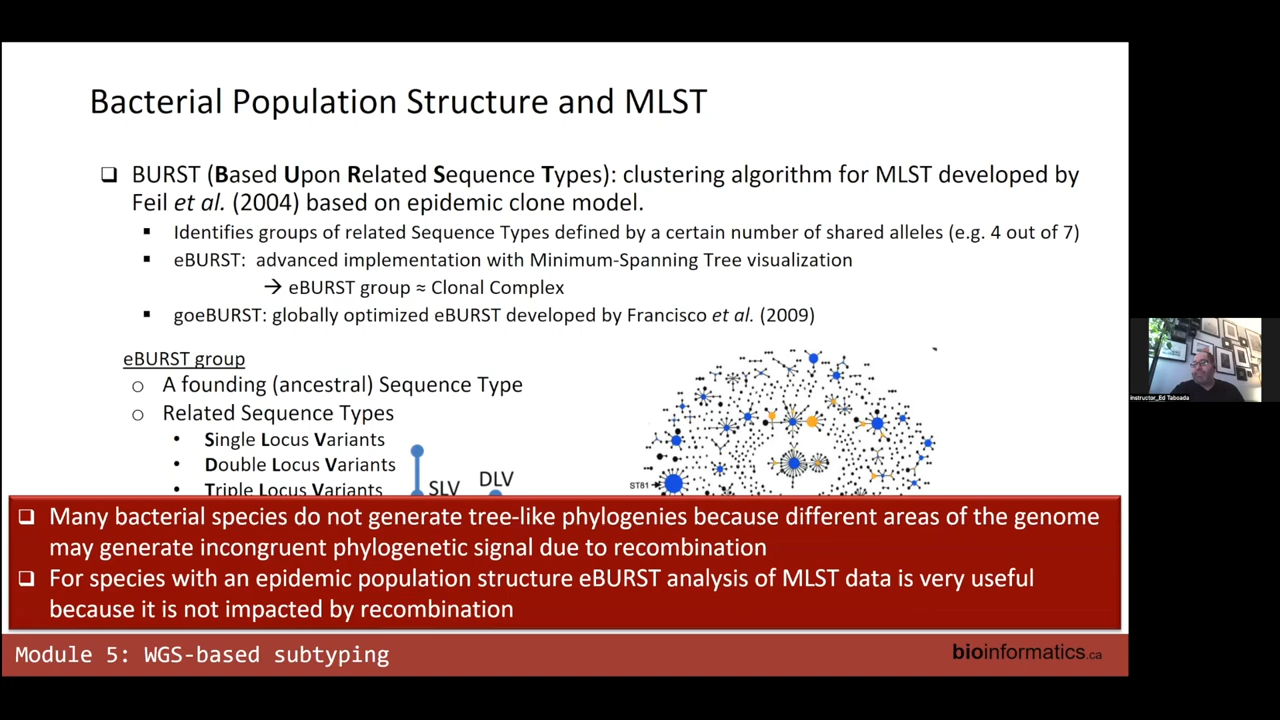 Bacterial Population Structure and MLST
❑ BURST (Based Upon Related Sequence Types): clustering algorithm for MLST developed by
Feil et al. (2004) based on epidemic clone model.
▪ Identifies groups of related Sequence Types defined by a certain number of shared alleles (e.g. 4 out of 7)
▪ eBURST: advanced implementation with Minimum-Spanning Tree visualization
→ eBURST group ≈ Clonal Complex
▪ goeBURST: globally optimized eBURST developed by Francisco et al. (2009)
eBURST group
o A founding (ancestral) Sequence Type
o Related Sequence Types
• Single Locus Variants
• Double Locus Variants
• Triple Locus Variants
SLV
DLV
ST81
❑ Many bacterial species do not generate tree-like phylogenies because different areas of the genome
may generate incongruent phylogenetic signal due to recombination
❑ For species with an epidemic population structure eBURST analysis of MLST data is very useful
because it is not impacted by recombination
Module 5: WGS-based subtyping
bioinformatics.ca
instructor_Ed Taboada